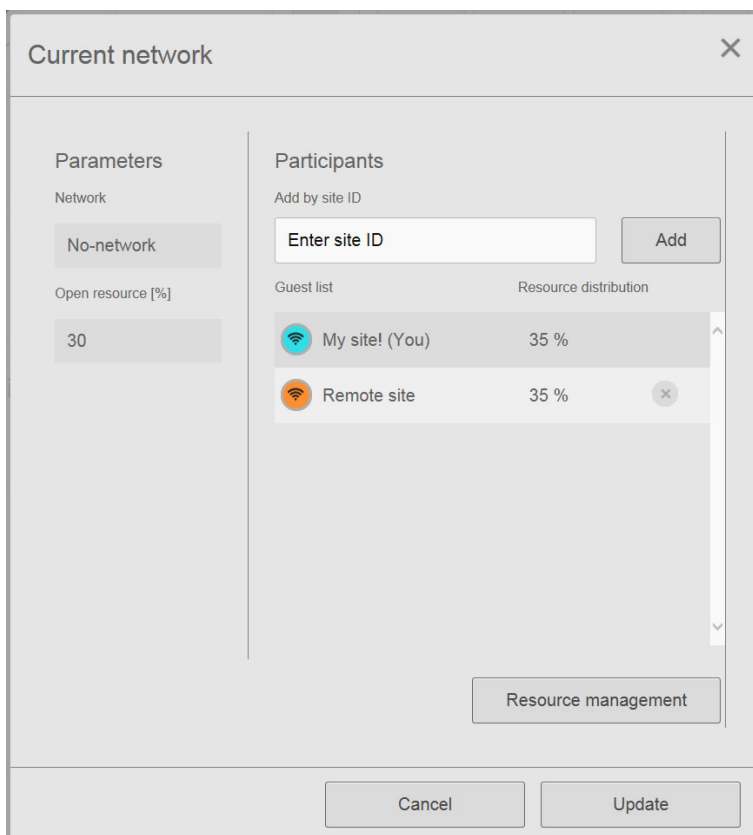 Current network
Parameters
Network
No-network
Open resource [%]
30
Participants
Add by site ID
Enter site ID
Add
Guest list Resource distribution
My site! (You) 35 %
Remote site 35 %
Resource management
Cancel Update